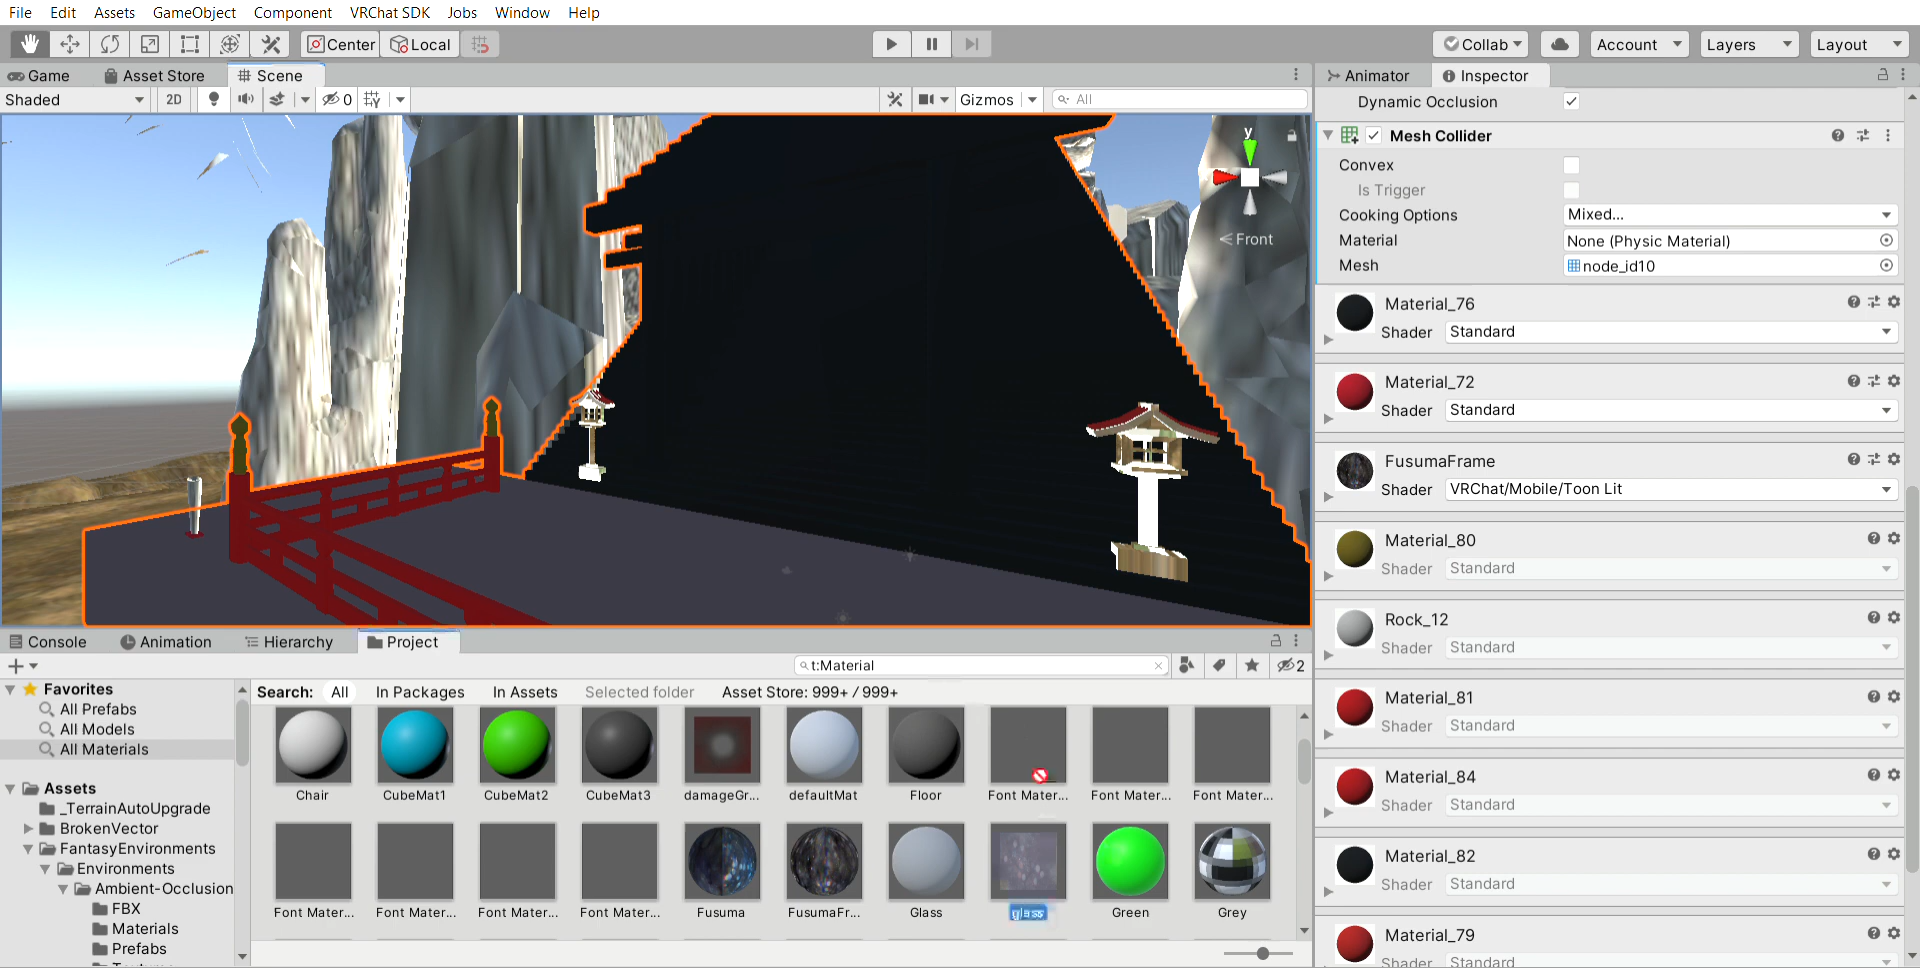 File Edit Assets GameObject Component VRChat SDK Jobs Window Help
Center Local Collab Account Layers Layout
Game Asset Store Scene
Shaded 2D 0 Gizmos All
y
Front
Animator Inspector
Dynamic Occlusion
Mesh Collider
Convex
Is Trigger
Cooking Options Mixed...
Material None (Physic Material)
Mesh node_id10
Material_76
Shader Standard
Material_72
Shader Standard
FusumaFrame
Shader VRChat/Mobile/Toon Lit
Material_80
Shader Standard
Rock_12
Shader Standard
Material_81
Shader Standard
Material_84
Shader Standard
Material_82
Shader Standard
Material_79
Shader Standard
Console Animation Hierarchy Project
t:Material 2
Favorites
All Prefabs
All Models
All Materials
Assets
_TerrainAutoUpgrade
BrokenVector
FantasyEnvironments
Environments
Ambient-Occlusion
FBX
Materials
Prefabs
Search: All In Packages In Assets Selected folder Asset Store: 999+ / 999+
Chair CubeMat1 CubeMat2 CubeMat3 damageGr... defaultMat Floor Font Mater... Font Mater... Font Mater...
Font Mater... Font Mater... Font Mater... Font Mater... Fusuma FusumaFr... Glass glass Green Grey